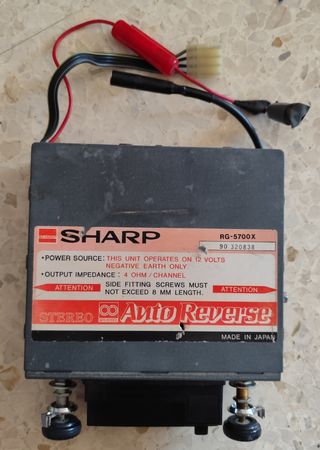 SHARP
RG-5700X
90 320838
•POWER SOURCE: THIS UNIT OPERATES ON 12 VOLTS
NEGATIVE EARTH ONLY.
•OUTPUT IMPEDANCE: 4 OHM/CHANNEL
ATTENTION SIDE FITTING SCREWS MUST ATTENTION
NOT EXCEED 8 MM LENGTH.
STEREO Auto Reverse
MADE IN JAPAN